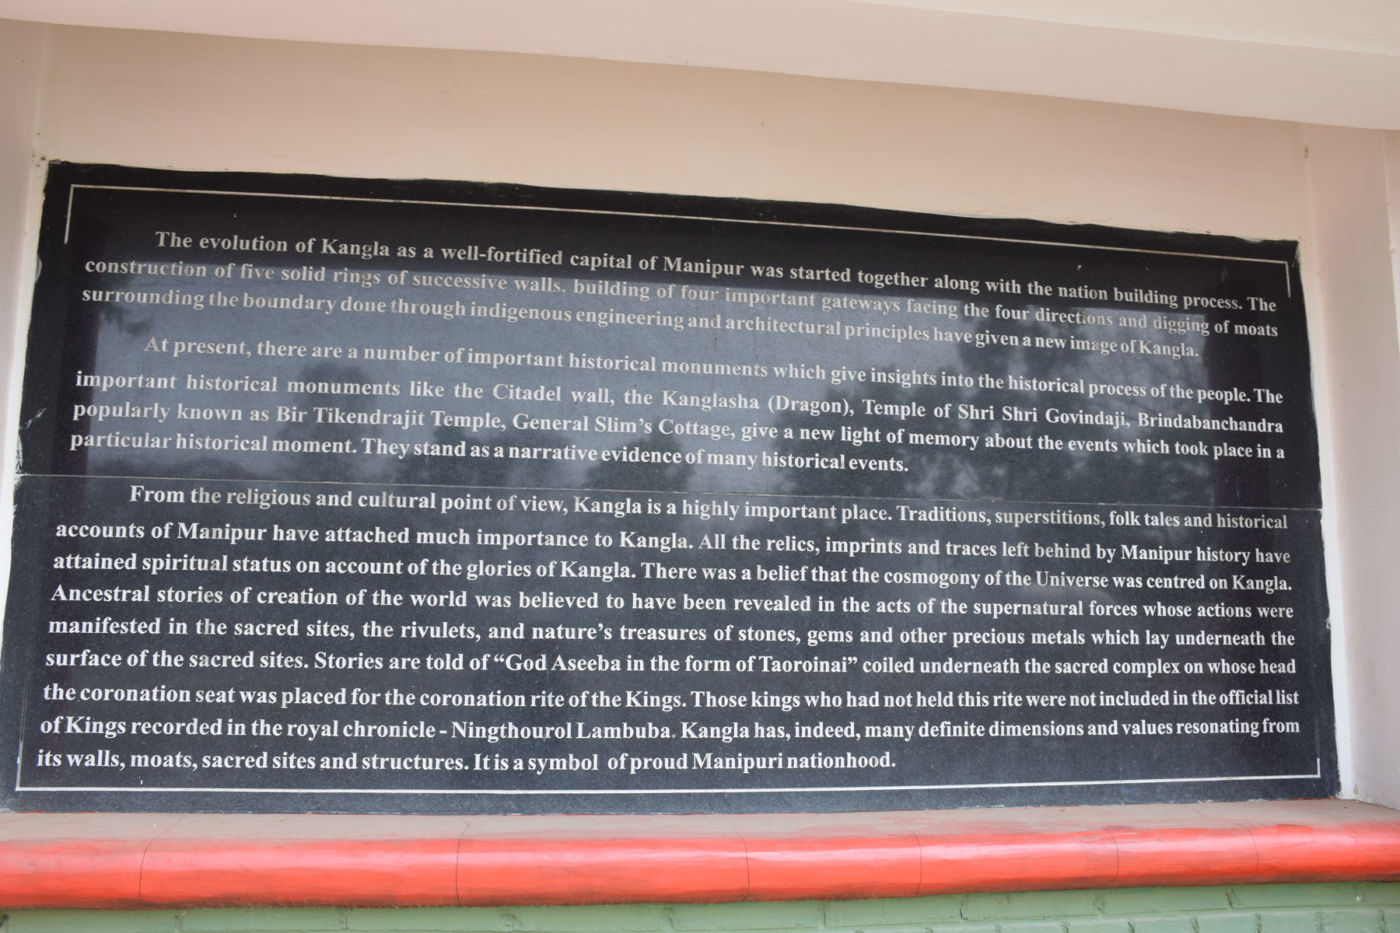 The evolution of Kangla as a well-fortified capital of Manipur was started together along with the nation building process. The
construction of five solid rings of successive walls, building of four important gateways facing the four directions and digging of moats
surrounding the boundary done through indigenous engineering and architectural principles have given a new image of Kangla.
At present, there are a number of important historical monuments which give insights into the historical process of the people. The
important historical monuments like the Citadel wall, the Kanglasha (Dragon), Temple of Shri Shri Govindaji, Brindabanchandra
popularly known as Bir Tikendrajit Temple, General Slim's Cottage, give a new light of memory about the events which took place in a
particular historical moment. They stand as a narrative evidence of many historical events.
From the religious and cultural point of view, Kangla is a highly important place. Traditions, superstitions, folk tales and historical
accounts of Manipur have attached much importance to Kangla. All the relics, imprints and traces left behind by Manipur history have
attained spiritual status on account of the glories of Kangla. There was a belief that the cosmogony of the Universe was centred on Kangla.
Ancestral stories of creation of the world was believed to have been revealed in the acts of the supernatural forces whose actions were
manifested in the sacred sites, the rivulets, and nature's treasures of stones, gems and other precious metals which lay underneath the
surface of the sacred sites. Stories are told of “God Aseeba in the form of Taoroinai” coiled underneath the sacred complex on whose head
the coronation seat was placed for the coronation rite of the Kings. Those kings who had not held this rite were not included in the official list
of Kings recorded in the royal chronicle - Ningthourol Lambuba. Kangla has, indeed, many definite dimensions and values resonating from
its walls, moats, sacred sites and structures. It is a symbol of proud Manipuri nationhood.